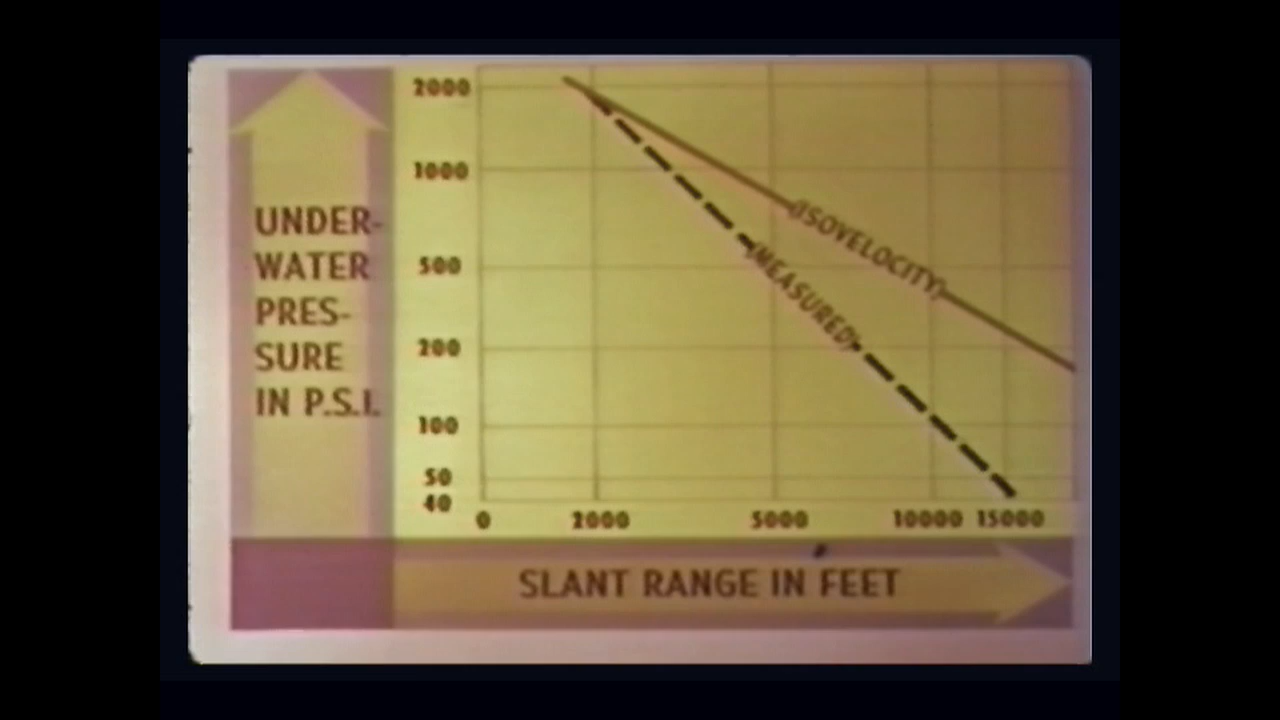 UNDER-
WATER
PRES-
SURE
IN P.S.I.
2000
1000
500
200
100
50
40
(ISOVELOCITY)
(MEASURED)
0 2000 5000 10000 15000
SLANT RANGE IN FEET